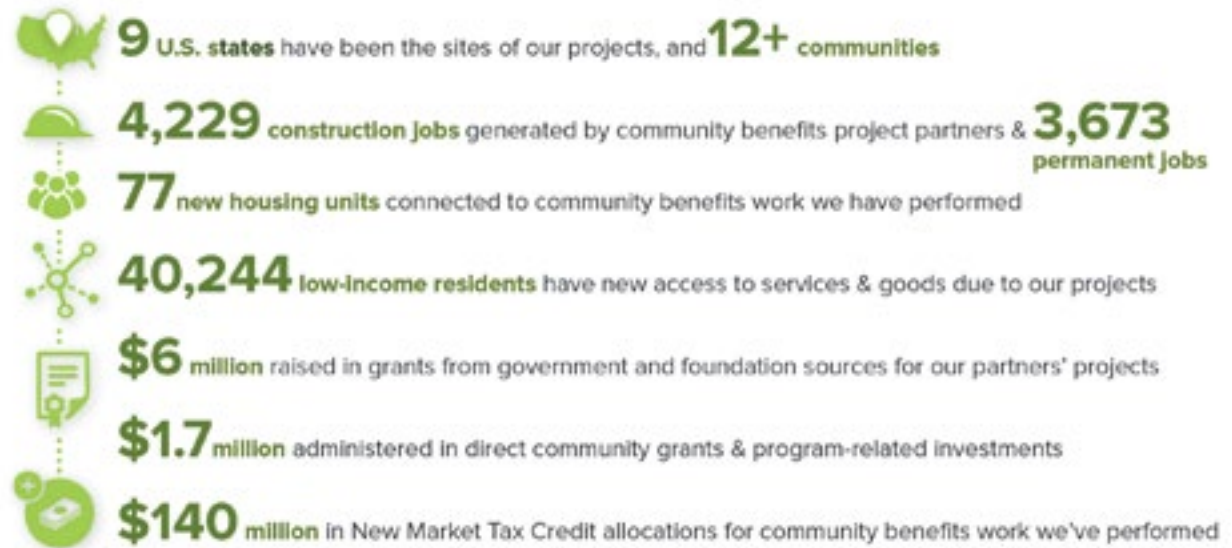 9 U.S. states have been the sites of our projects, and 12+ communities
4,229 construction jobs generated by community benefits project partners & 3,673
permanent jobs
77 new housing units connected to community benefits work we have performed
40,244 low-income residents have new access to services & goods due to our projects
$6 million raised in grants from government and foundation sources for our partners' projects
$1.7 million administered in direct community grants & program-related investments
$140 million in New Market Tax Credit allocations for community benefits work we've performed